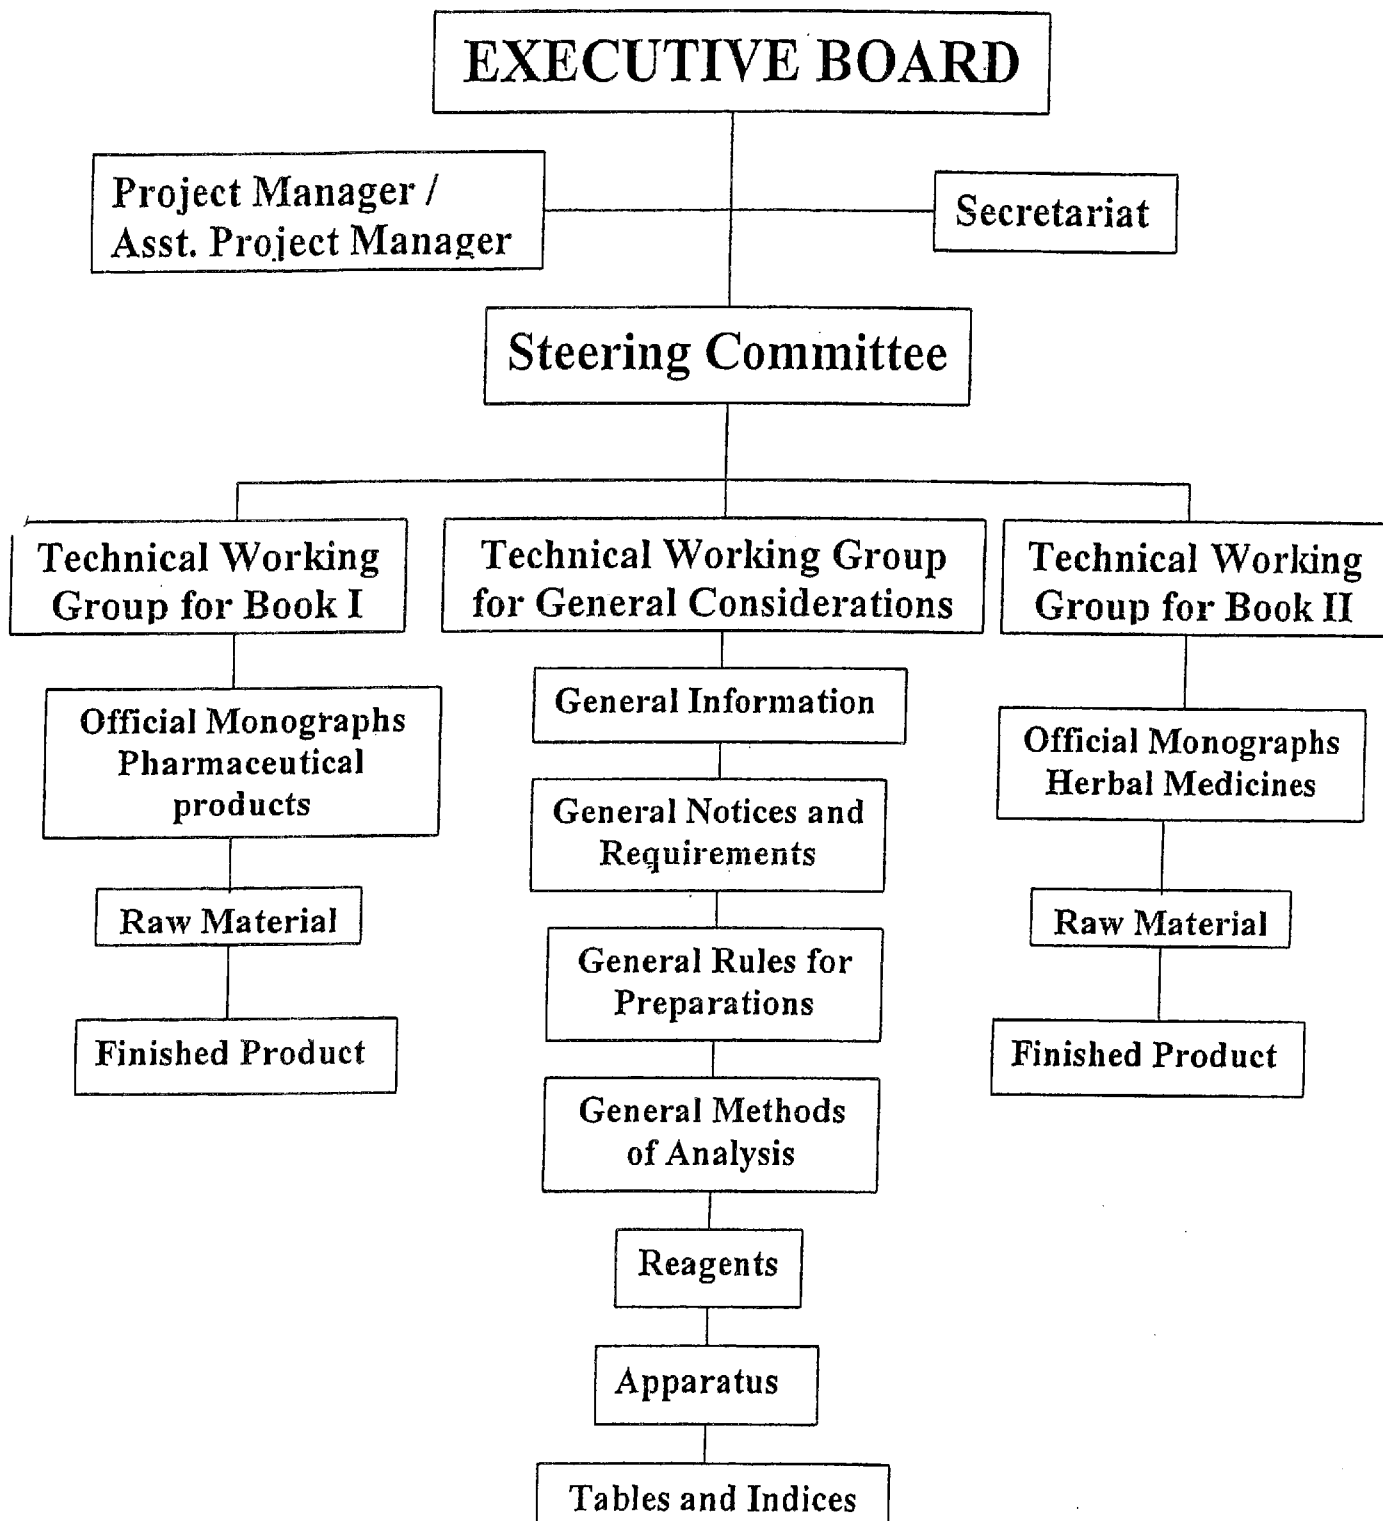 EXECUTIVE BOARD
Project Manager /
Asst. Project Manager
Secretariat
Steering Committee
Technical Working
Group for Book I
Technical Working Group
for General Considerations
Technical Working
Group for Book II
Official Monographs
Pharmaceutical
products
Raw Material
Finished Product
General Information
General Notices and
Requirements
General Rules for
Preparations
General Methods
of Analysis
Reagents
Apparatus
Tables and Indices
Official Monographs
Herbal Medicines
Raw Material
Finished Product